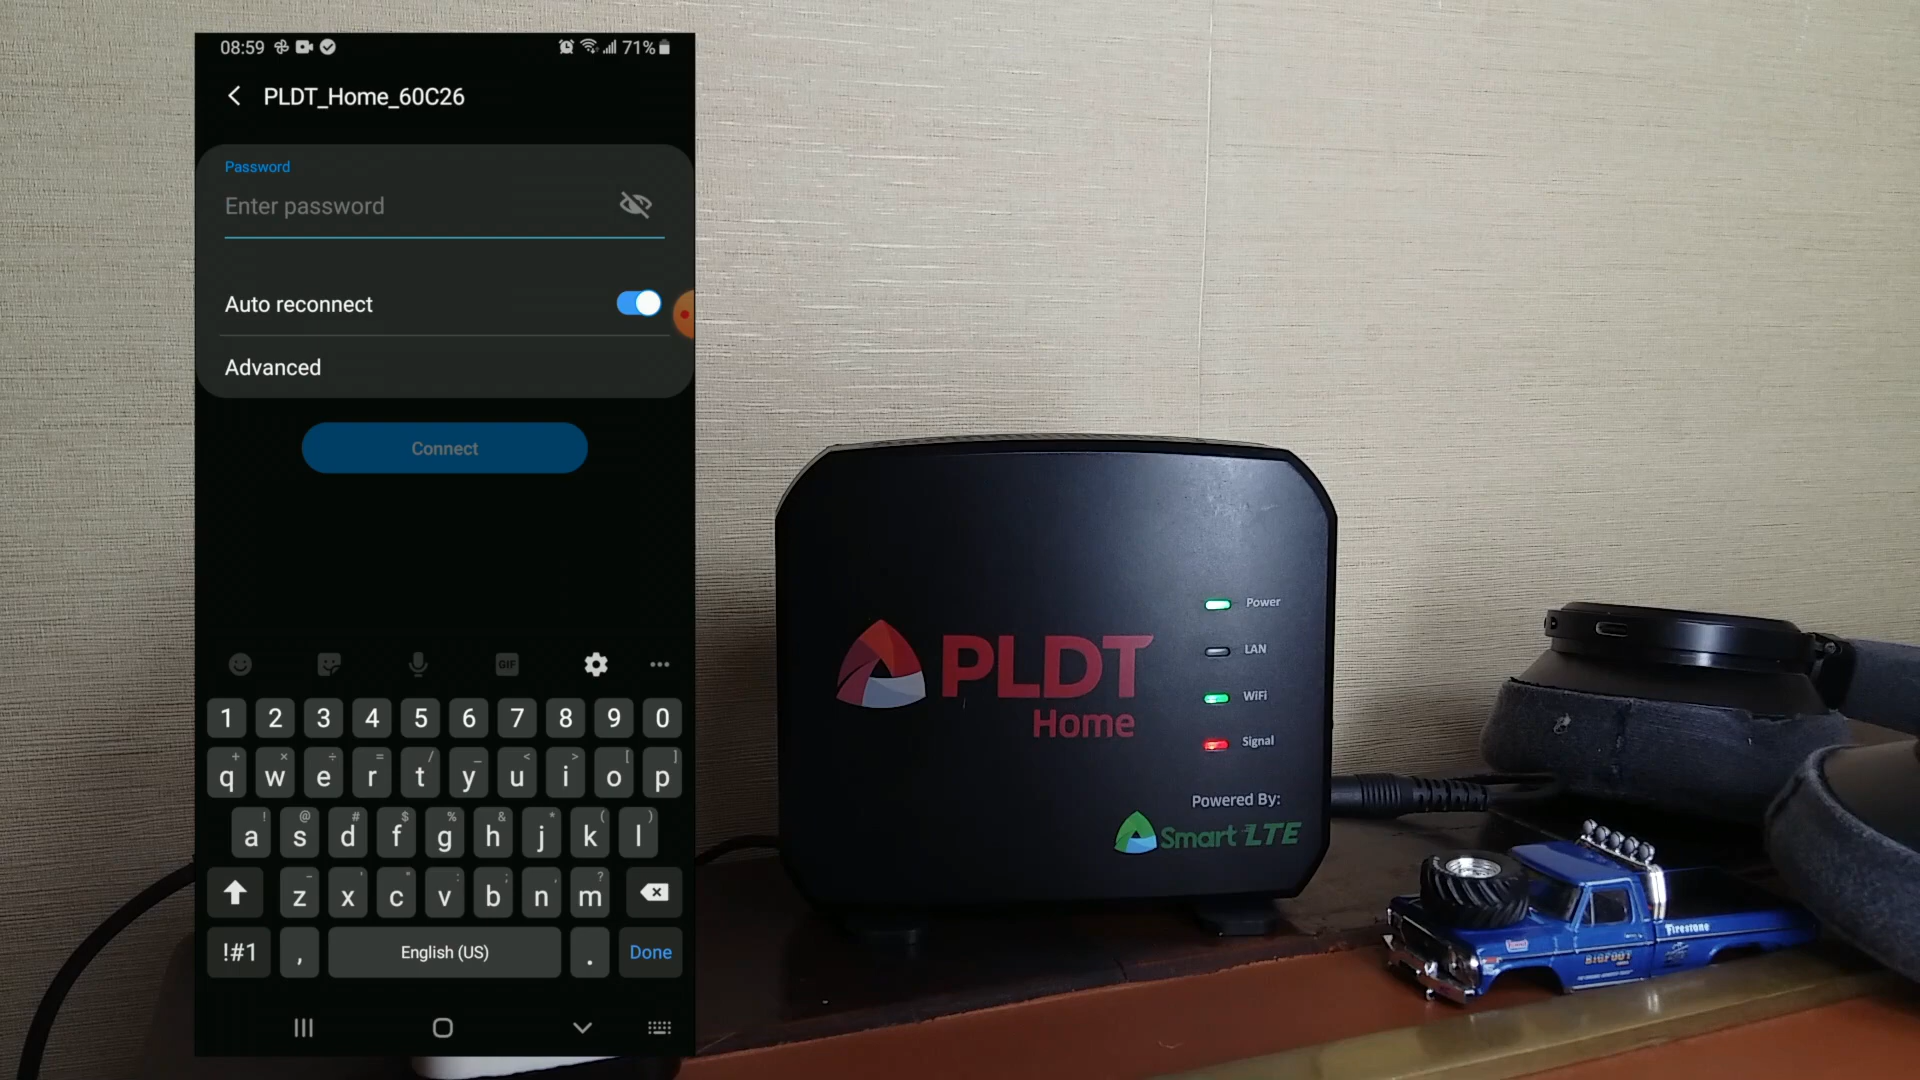 08:59
71%
PLDT_Home_60C26
Password
Enter password
Auto reconnect
Advanced
Connect
GIF
1 2 3 4 5 6 7 8 9 0
+ × ÷ = / _ < > [ ]
q w e r t y u i o p
! @ # $ % & * ( )
a s d f g h j k l
- ' " : ; , ?
z x c v b n m
!#1 , English (US) . Done
PLDT
Home
Power
LAN
WiFi
Signal
Powered By:
Smart LTE
Firestone
BIGFOOT